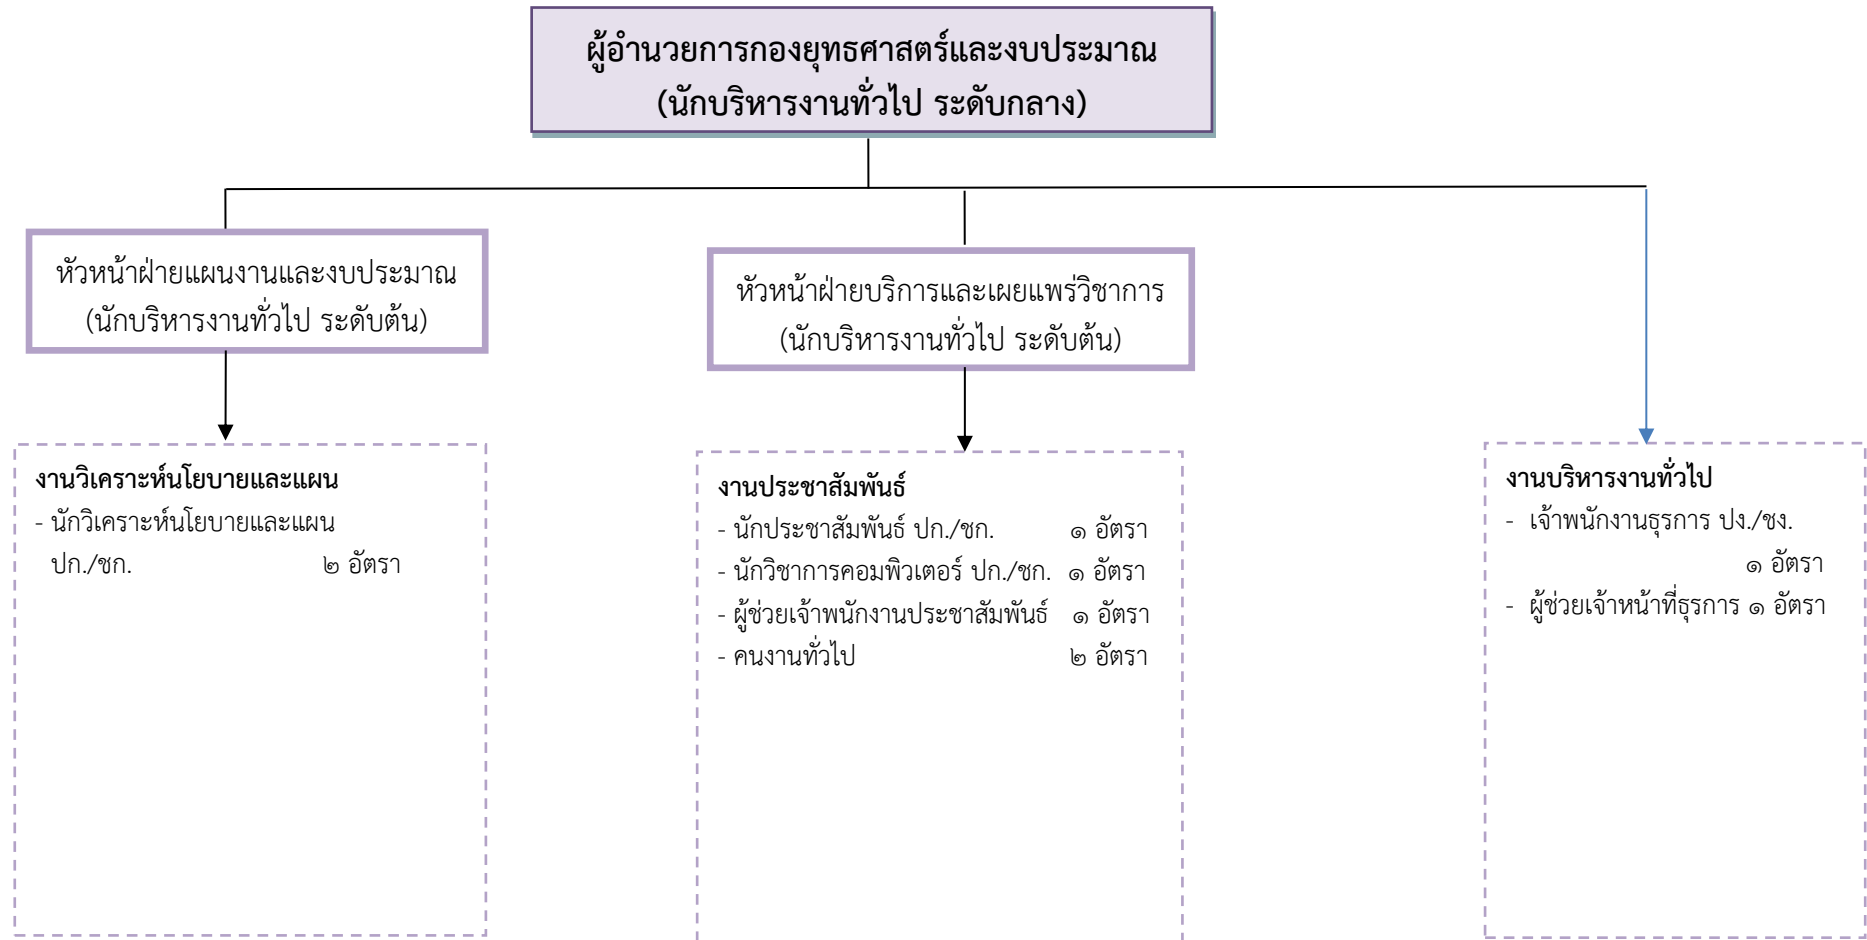 ผู้อำนวยการกองยุทธศาสตร์และงบประมาณ
(นักบริหารงานทั่วไป ระดับกลาง)
หัวหน้าฝ่ายแผนงานและงบประมาณ
(นักบริหารงานทั่วไป ระดับต้น)
หัวหน้าฝ่ายบริการและเผยแพร่วิชาการ
(นักบริหารงานทั่วไป ระดับต้น)
งานวิเคราะห์นโยบายและแผน
- นักวิเคราะห์นโยบายและแผน
ปก./ชก. ๒ อัตรา
งานประชาสัมพันธ์
- นักประชาสัมพันธ์ ปก./ชก. ๑ อัตรา
- นักวิชาการคอมพิวเตอร์ ปก./ชก. ๑ อัตรา
- ผู้ช่วยเจ้าพนักงานประชาสัมพันธ์ ๑ อัตรา
- คนงานทั่วไป ๒ อัตรา
งานบริหารงานทั่วไป
- เจ้าพนักงานธุรการ ปง./ชง.
๑ อัตรา
- ผู้ช่วยเจ้าหน้าที่ธุรการ ๑ อัตรา